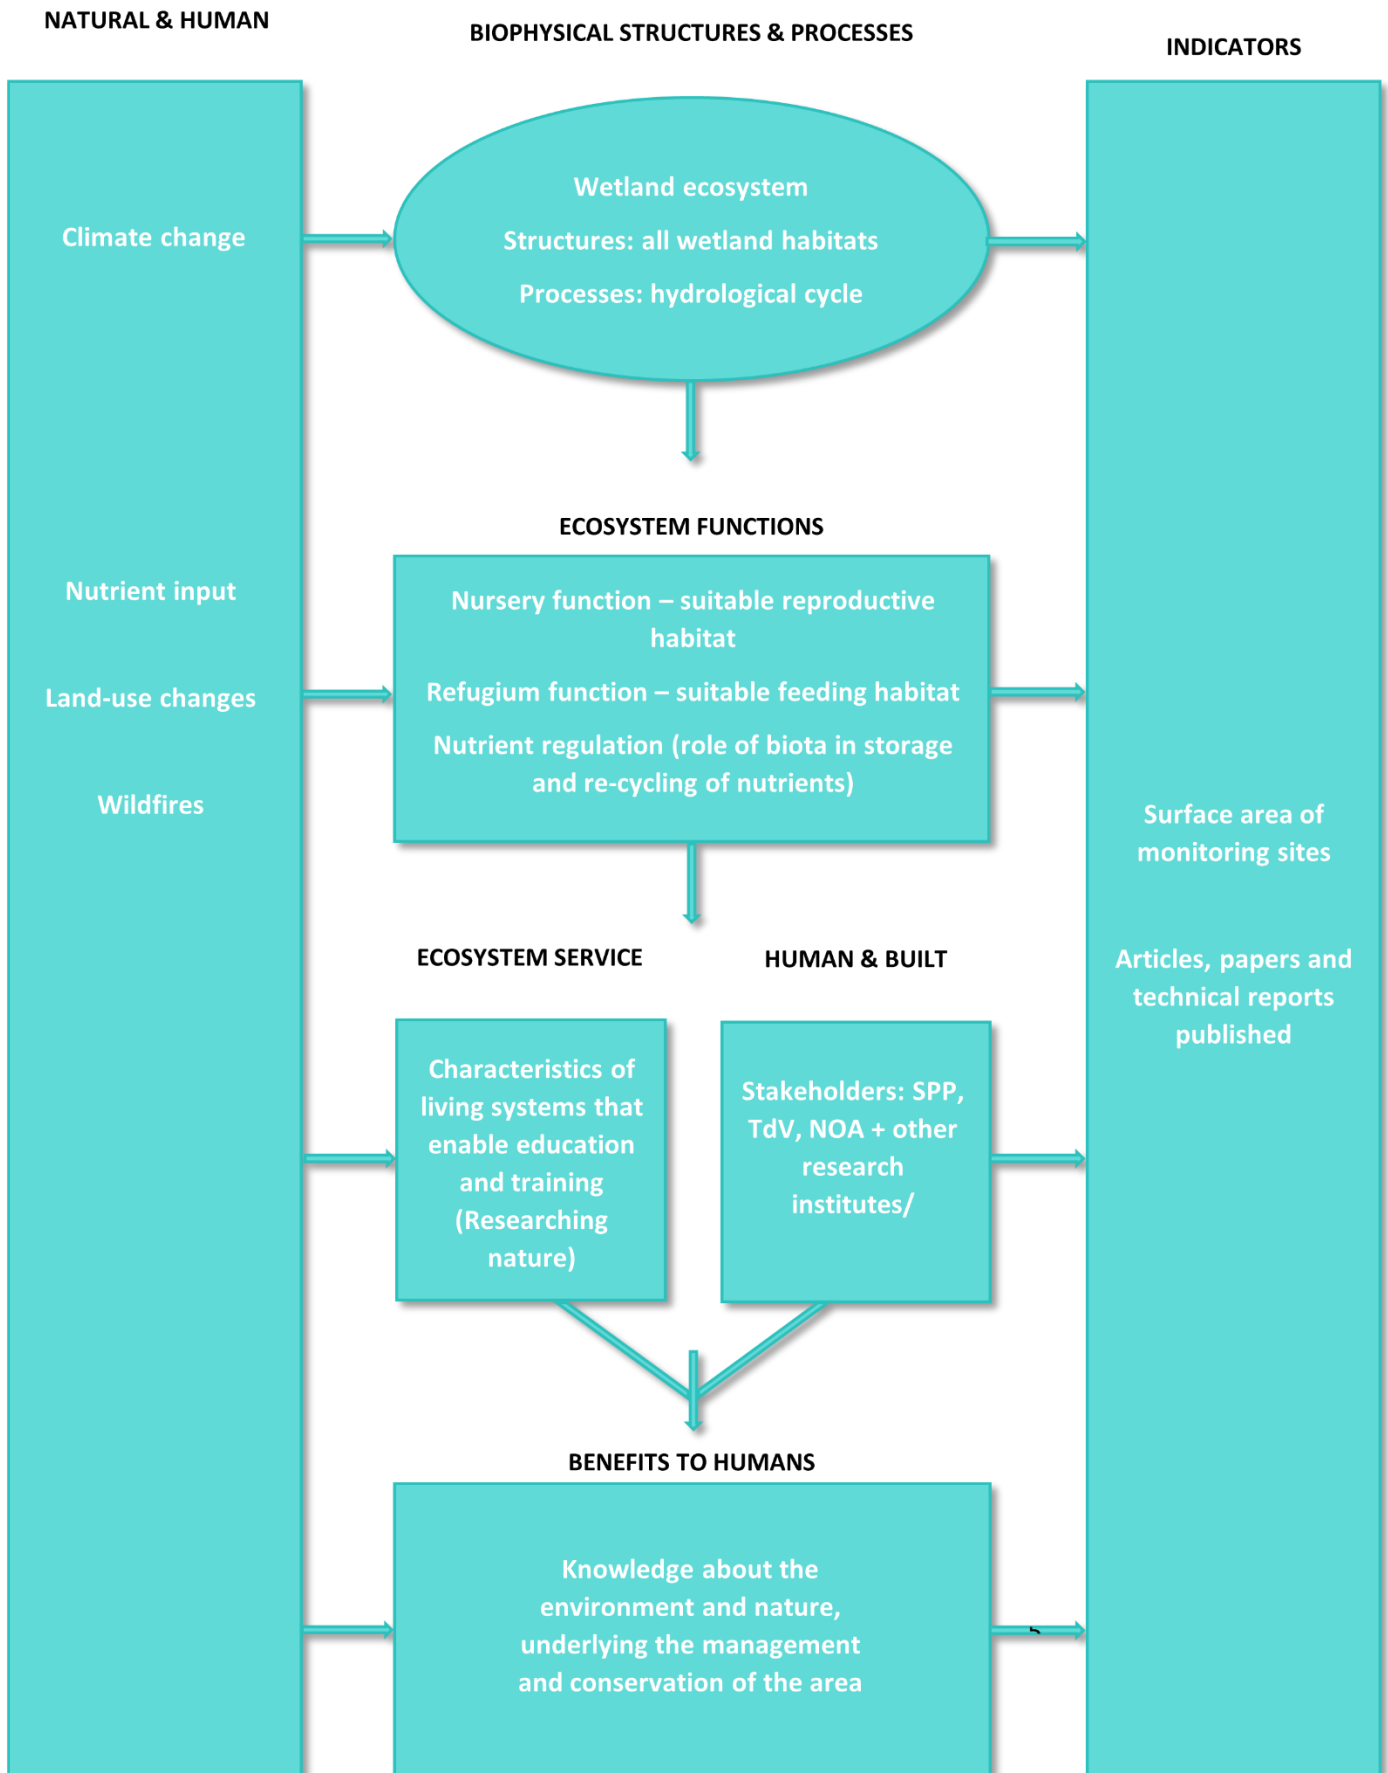 NATURAL & HUMAN
BIOPHYSICAL STRUCTURES & PROCESSES
INDICATORS
Climate change
Nutrient input
Land-use changes
Wildfires
Wetland ecosystem
Structures: all wetland habitats
Processes: hydrological cycle
ECOSYSTEM FUNCTIONS
Nursery function – suitable reproductive
habitat
Refugium function – suitable feeding habitat
Nutrient regulation (role of biota in storage
and re-cycling of nutrients)
ECOSYSTEM SERVICE
Characteristics of
living systems that
enable education
and training
(Researching
nature)
HUMAN & BUILT
Stakeholders: SPP,
TdV, NOA + other
research
institutes/
BENEFITS TO HUMANS
Knowledge about the
environment and nature,
underlying the management
and conservation of the area
Surface area of
monitoring sites
Articles, papers and
technical reports
published